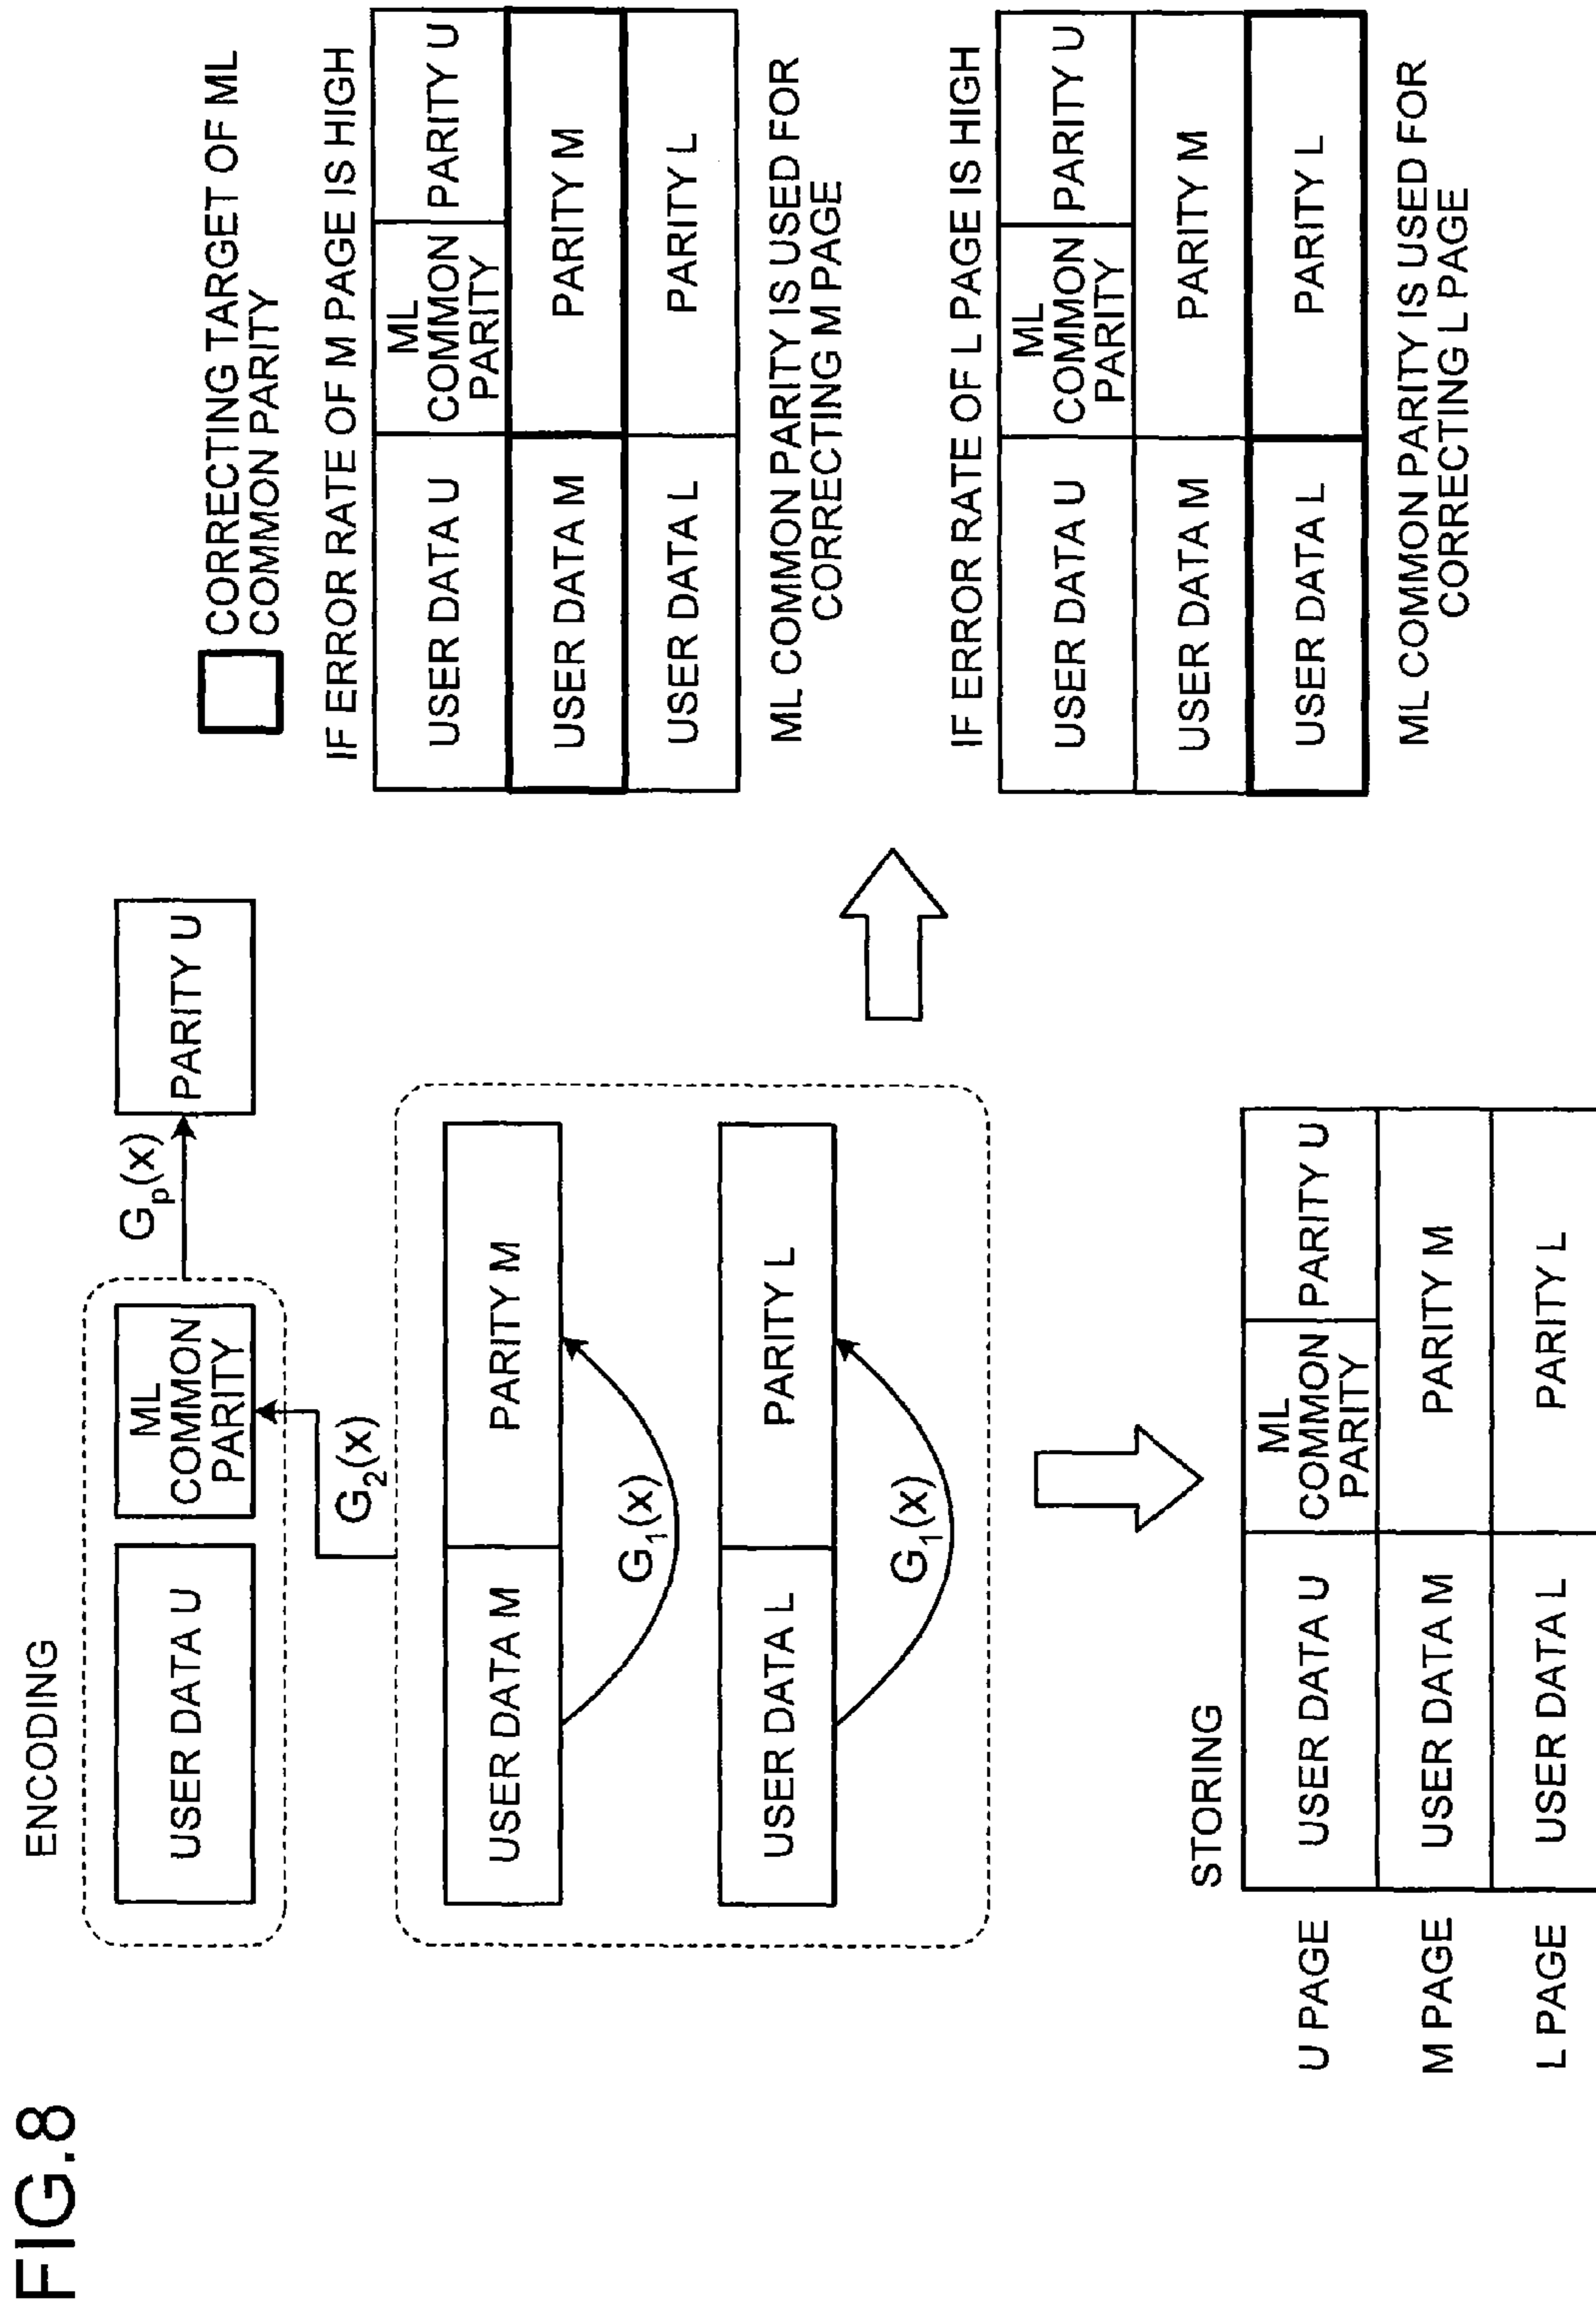 FIG.8
ENCODING
USER DATA U
ML
COMMON
PARITY
Gp(x)
PARITY U
G2(x)
USER DATA M
PARITY M
G1(x)
USER DATA L
PARITY L
G1(x)
STORING
U PAGE
USER DATA U
ML
COMMON
PARITY
PARITY U
M PAGE
USER DATA M
PARITY M
L PAGE
USER DATA L
PARITY L
CORRECTING TARGET OF ML
COMMON PARITY
IF ERROR RATE OF M PAGE IS HIGH
USER DATA U
ML
COMMON
PARITY
PARITY U
USER DATA M
PARITY M
USER DATA L
PARITY L
ML COMMON PARITY IS USED FOR
CORRECTING M PAGE
IF ERROR RATE OF L PAGE IS HIGH
USER DATA U
ML
COMMON
PARITY
PARITY U
USER DATA M
PARITY M
USER DATA L
PARITY L
ML COMMON PARITY IS USED FOR
CORRECTING L PAGE